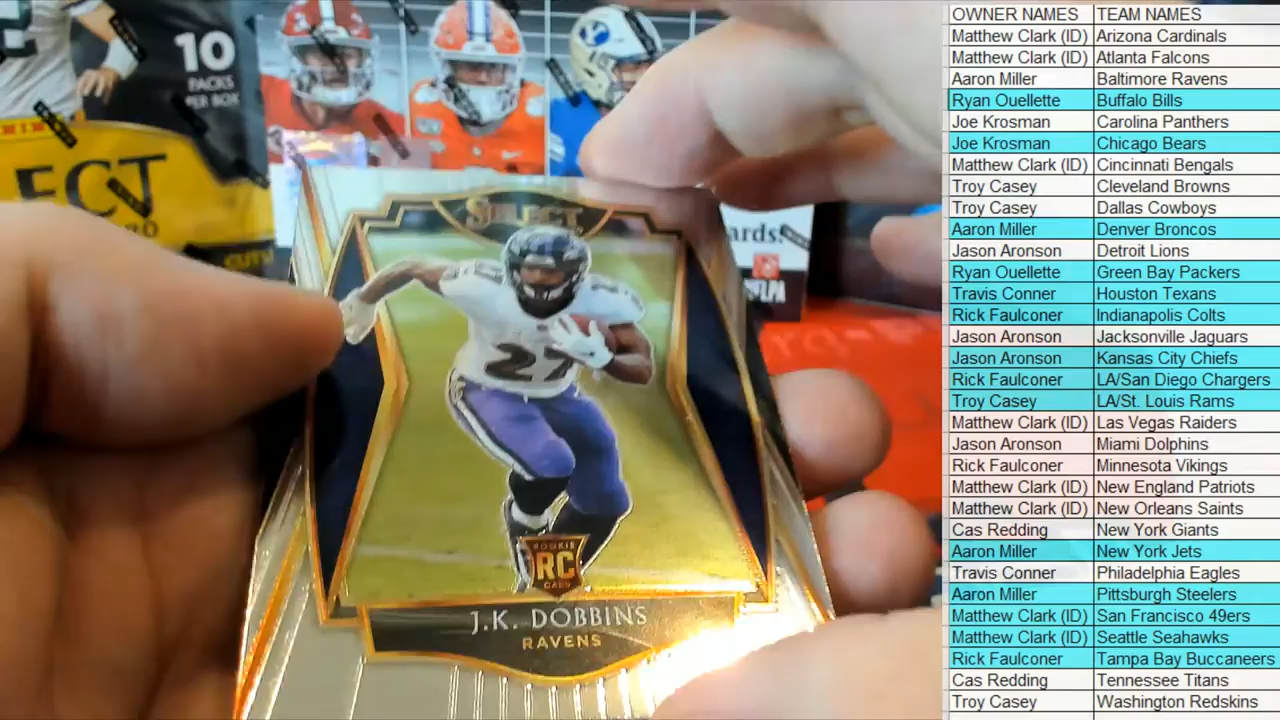 10
PACKS
PER BOX
ECT
ards.
NFLPA
SELECT
27
ROOKIE
RC
CARD
J.K. DOBBINS
RAVENS
OWNER NAMES TEAM NAMES
Matthew Clark (ID) Arizona Cardinals
Matthew Clark (ID) Atlanta Falcons
Aaron Miller Baltimore Ravens
Ryan Ouellette Buffalo Bills
Joe Krosman Carolina Panthers
Joe Krosman Chicago Bears
Matthew Clark (ID) Cincinnati Bengals
Troy Casey Cleveland Browns
Troy Casey Dallas Cowboys
Aaron Miller Denver Broncos
Jason Aronson Detroit Lions
Ryan Ouellette Green Bay Packers
Travis Conner Houston Texans
Rick Faulconer Indianapolis Colts
Jason Aronson Jacksonville Jaguars
Jason Aronson Kansas City Chiefs
Rick Faulconer LA/San Diego Chargers
Troy Casey LA/St. Louis Rams
Matthew Clark (ID) Las Vegas Raiders
Jason Aronson Miami Dolphins
Rick Faulconer Minnesota Vikings
Matthew Clark (ID) New England Patriots
Matthew Clark (ID) New Orleans Saints
Cas Redding New York Giants
Aaron Miller New York Jets
Travis Conner Philadelphia Eagles
Aaron Miller Pittsburgh Steelers
Matthew Clark (ID) San Francisco 49ers
Matthew Clark (ID) Seattle Seahawks
Rick Faulconer Tampa Bay Buccaneers
Cas Redding Tennessee Titans
Troy Casey Washington Redskins